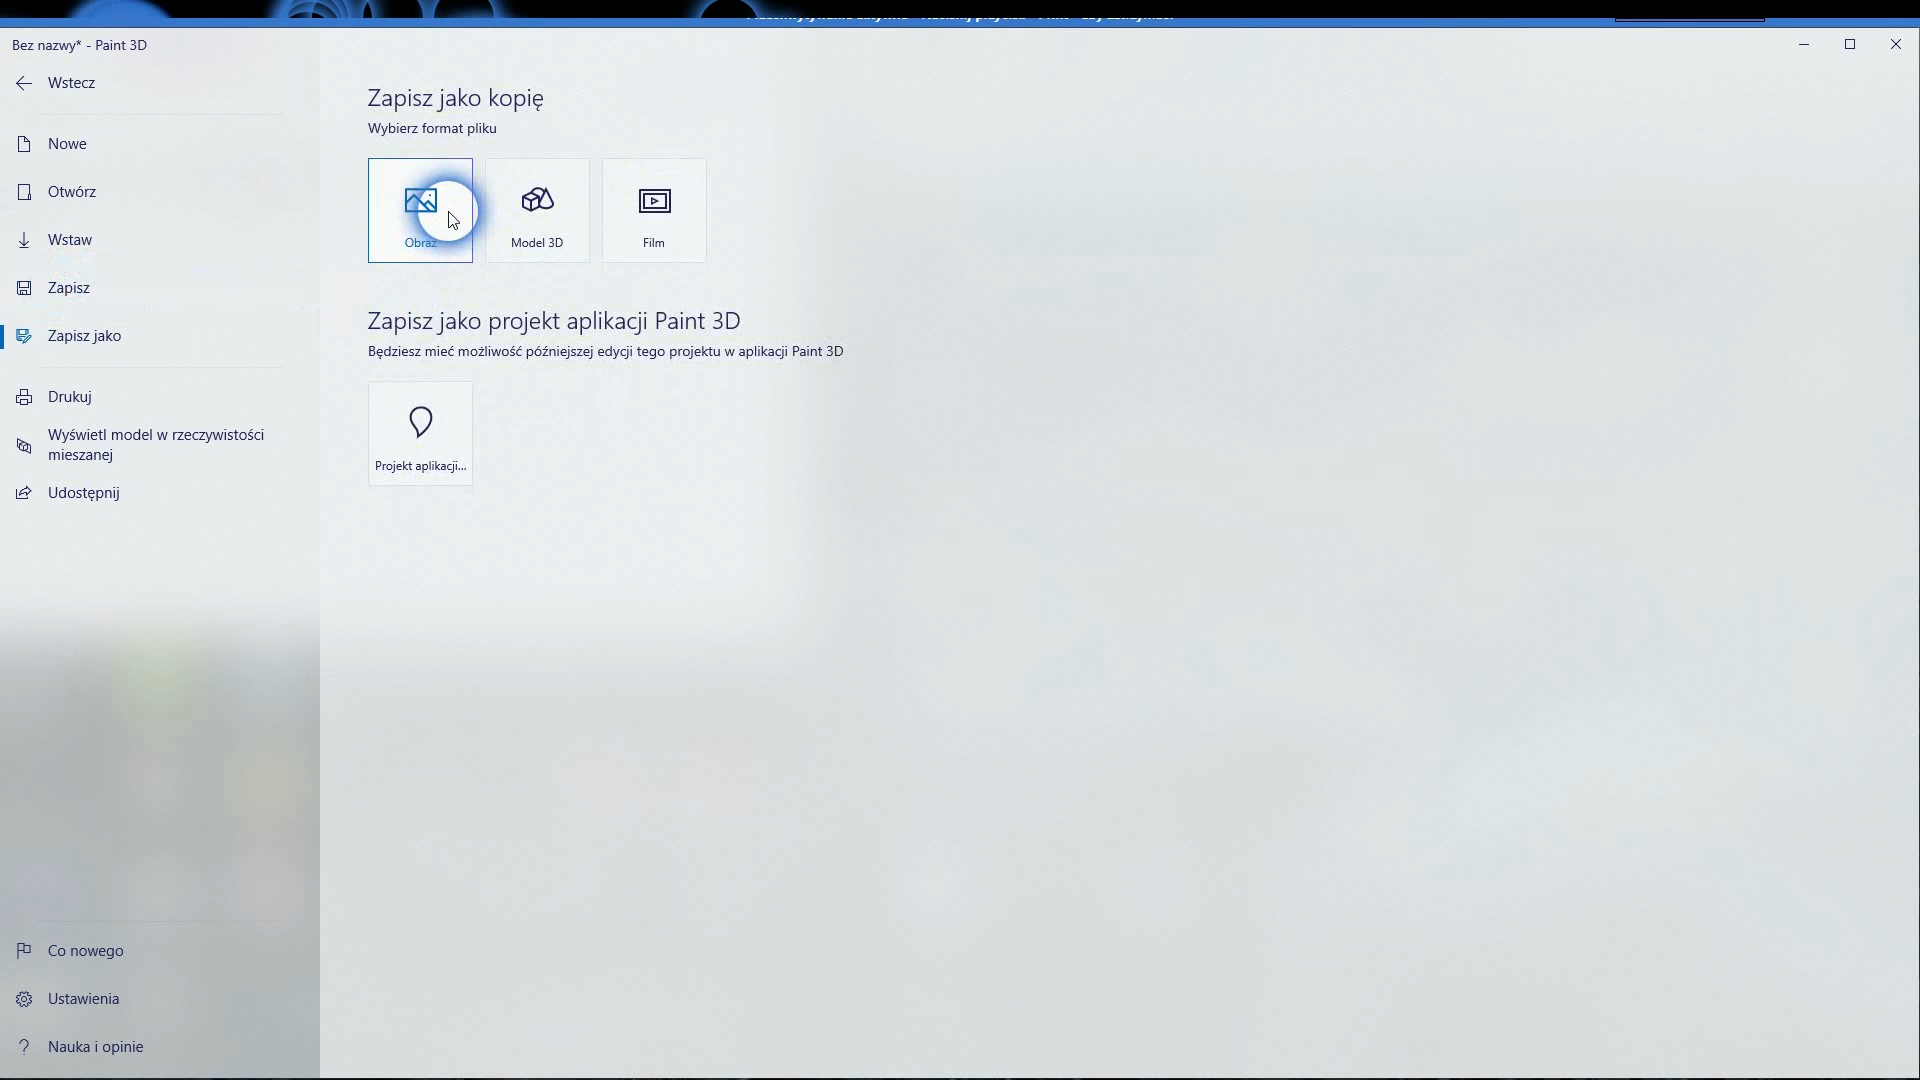 Bez nazwy* - Paint 3D
Wstecz
Nowe
Otwórz
Wstaw
Zapisz
Zapisz jako
Drukuj
Wyświetl model w rzeczywistości
mieszanej
Udostępnij
Co nowego
Ustawienia
Nauka i opinie
Zapisz jako kopię
Wybierz format pliku
Obraz
Model 3D
Film
Zapisz jako projekt aplikacji Paint 3D
Będziesz mieć możliwość późniejszej edycji tego projektu w aplikacji Paint 3D
Projekt aplikacji...